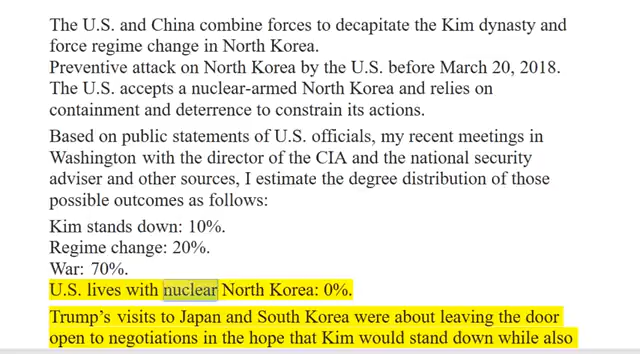 The U.S. and China combine forces to decapitate the Kim dynasty and
force regime change in North Korea.
Preventive attack on North Korea by the U.S. before March 20, 2018.
The U.S. accepts a nuclear-armed North Korea and relies on
containment and deterrence to constrain its actions.
Based on public statements of U.S. officials, my recent meetings in
Washington with the director of the CIA and the national security
adviser and other sources, I estimate the degree distribution of those
possible outcomes as follows:
Kim stands down: 10%.
Regime change: 20%.
War: 70%.
U.S. lives with nuclear North Korea: 0%.
Trump’s visits to Japan and South Korea were about leaving the door
open to negotiations in the hope that Kim would stand down while also